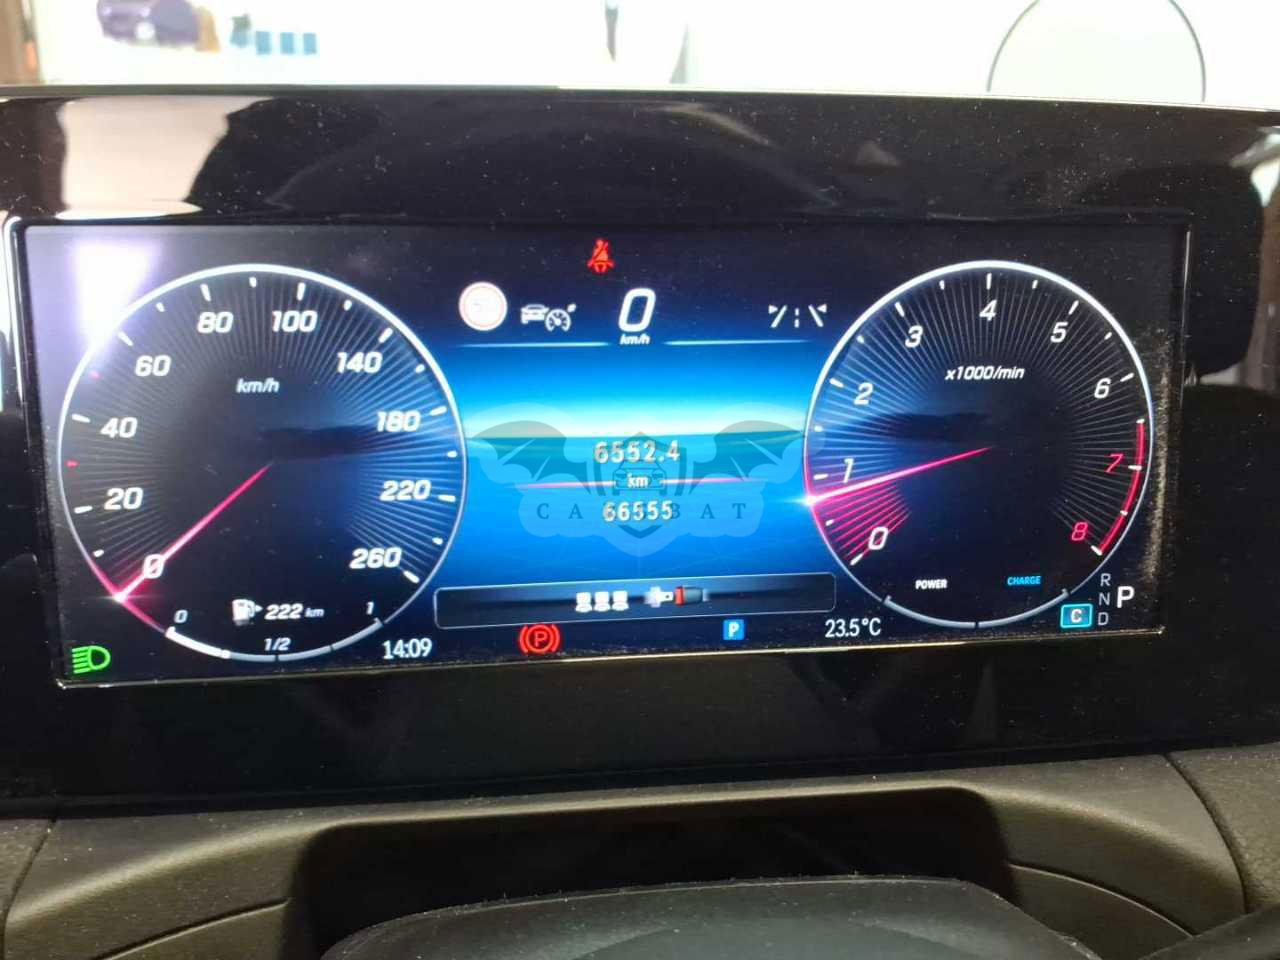 80 100
60 140
km/h
40 180
20 220
0 260
0 222 km 1
1/2
14:09
0
km/h
6552.4
km
66555
CARBAT
P
P
23.5°C
4
3 5
x1000/min
2 6
1 7
0 8
POWER CHARGE
R
N P
C D